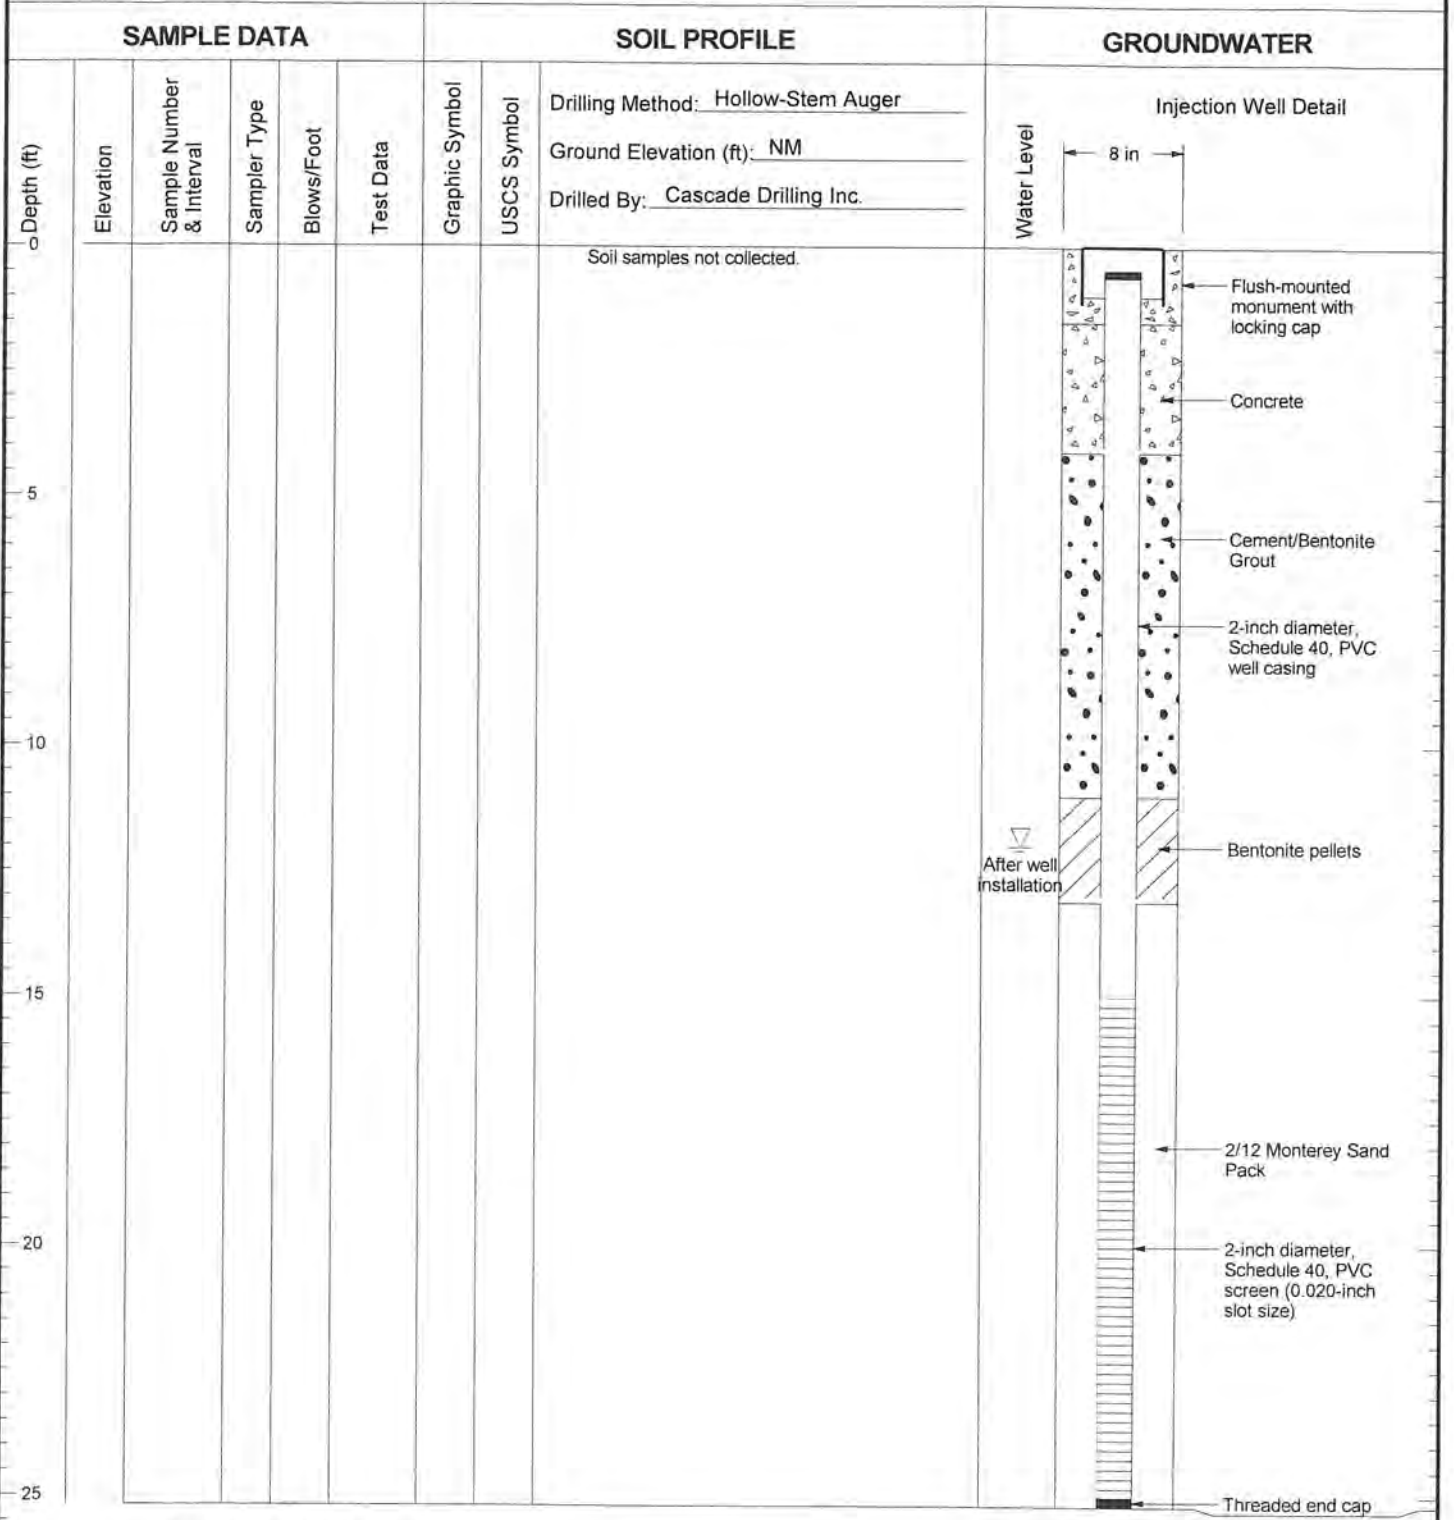 SAMPLE DATA
SOIL PROFILE
GROUNDWATER
Depth (ft)
Elevation
Sample Number
& Interval
Sampler Type
Blows/Foot
Test Data
Graphic Symbol
USCS Symbol
Drilling Method: Hollow-Stem Auger
Ground Elevation (ft): NM
Drilled By: Cascade Drilling Inc.
Water Level
Injection Well Detail
8 in
0
Soil samples not collected.
Flush-mounted
monument with
locking cap
Concrete
5
Cement/Bentonite
Grout
2-inch diameter,
Schedule 40, PVC
well casing
10
After well
installation
Bentonite pellets
15
2/12 Monterey Sand
Pack
20
2-inch diameter,
Schedule 40, PVC
screen (0.020-inch
slot size)
25
Threaded end cap